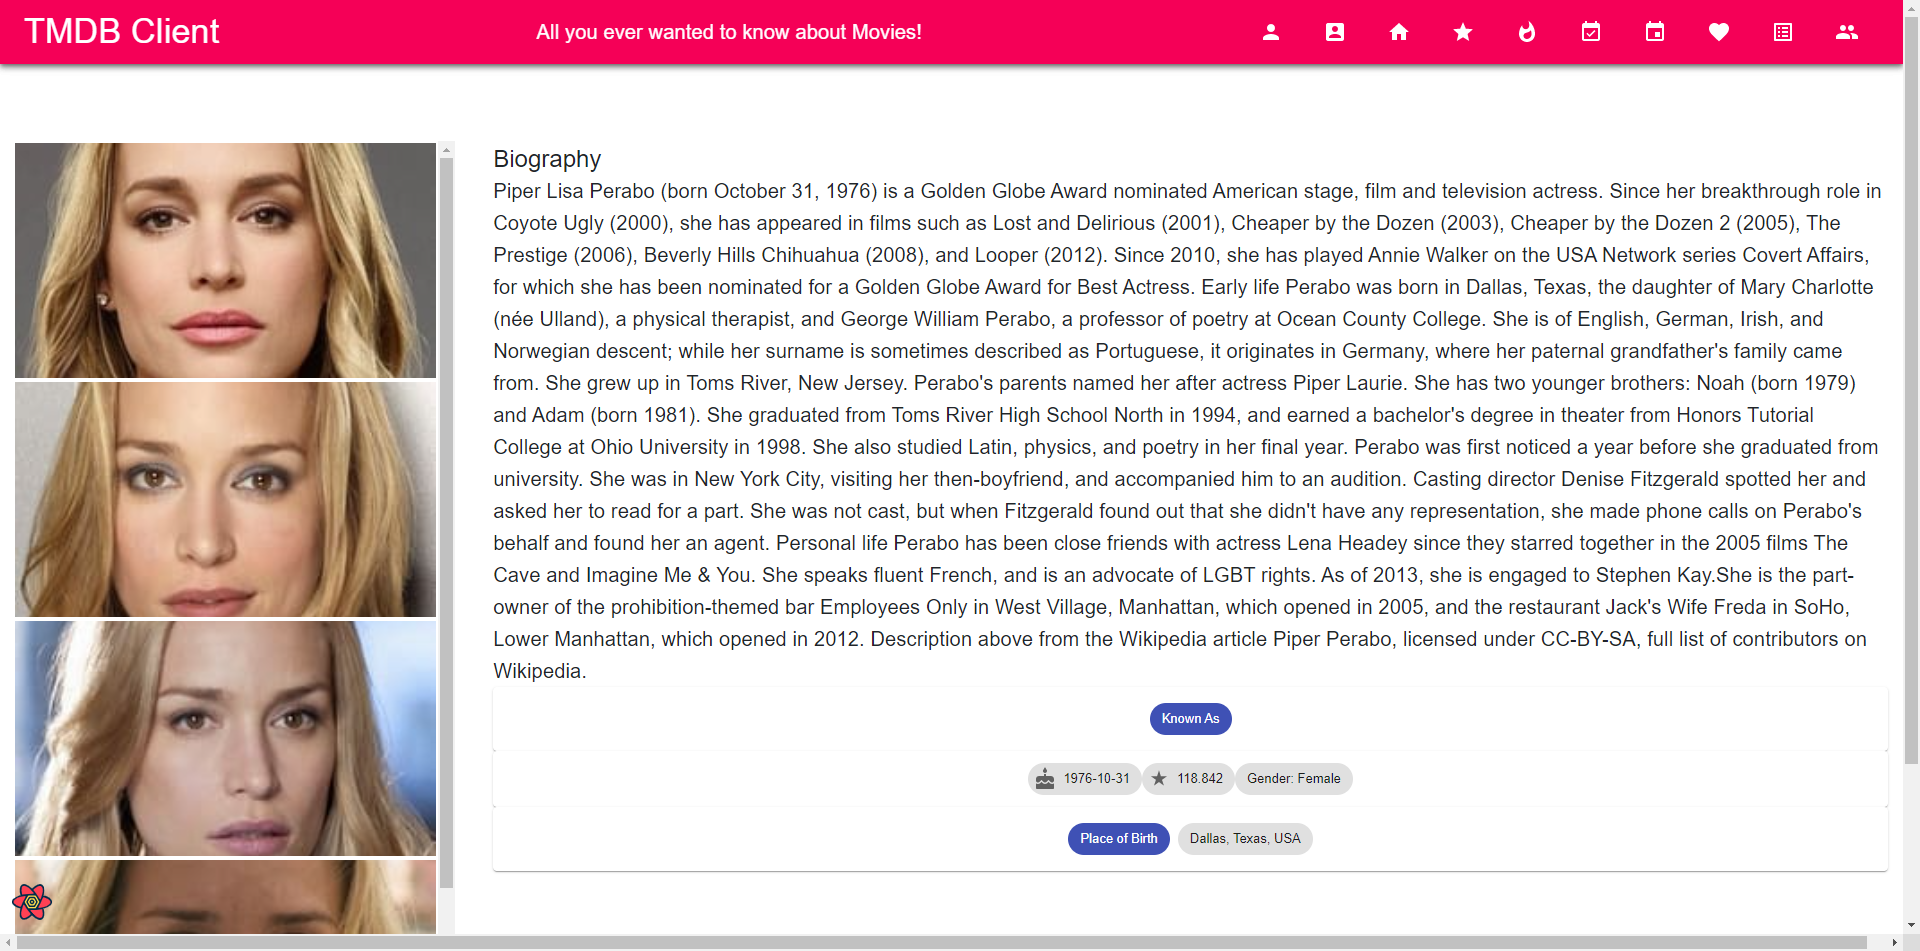 TMDB Client
All you ever wanted to know about Movies!
Biography
Piper Lisa Perabo (born October 31, 1976) is a Golden Globe Award nominated American stage, film and television actress. Since her breakthrough role in
Coyote Ugly (2000), she has appeared in films such as Lost and Delirious (2001), Cheaper by the Dozen (2003), Cheaper by the Dozen 2 (2005), The
Prestige (2006), Beverly Hills Chihuahua (2008), and Looper (2012). Since 2010, she has played Annie Walker on the USA Network series Covert Affairs,
for which she has been nominated for a Golden Globe Award for Best Actress. Early life Perabo was born in Dallas, Texas, the daughter of Mary Charlotte
(née Ulland), a physical therapist, and George William Perabo, a professor of poetry at Ocean County College. She is of English, German, Irish, and
Norwegian descent; while her surname is sometimes described as Portuguese, it originates in Germany, where her paternal grandfather's family came
from. She grew up in Toms River, New Jersey. Perabo's parents named her after actress Piper Laurie. She has two younger brothers: Noah (born 1979)
and Adam (born 1981). She graduated from Toms River High School North in 1994, and earned a bachelor's degree in theater from Honors Tutorial
College at Ohio University in 1998. She also studied Latin, physics, and poetry in her final year. Perabo was first noticed a year before she graduated from
university. She was in New York City, visiting her then-boyfriend, and accompanied him to an audition. Casting director Denise Fitzgerald spotted her and
asked her to read for a part. She was not cast, but when Fitzgerald found out that she didn't have any representation, she made phone calls on Perabo's
behalf and found her an agent. Personal life Perabo has been close friends with actress Lena Headey since they starred together in the 2005 films The
Cave and Imagine Me & You. She speaks fluent French, and is an advocate of LGBT rights. As of 2013, she is engaged to Stephen Kay.She is the part-
owner of the prohibition-themed bar Employees Only in West Village, Manhattan, which opened in 2005, and the restaurant Jack's Wife Freda in SoHo,
Lower Manhattan, which opened in 2012. Description above from the Wikipedia article Piper Perabo, licensed under CC-BY-SA, full list of contributors on
Wikipedia.
Known As
1976-10-31 118.842 Gender: Female
Place of Birth Dallas, Texas, USA